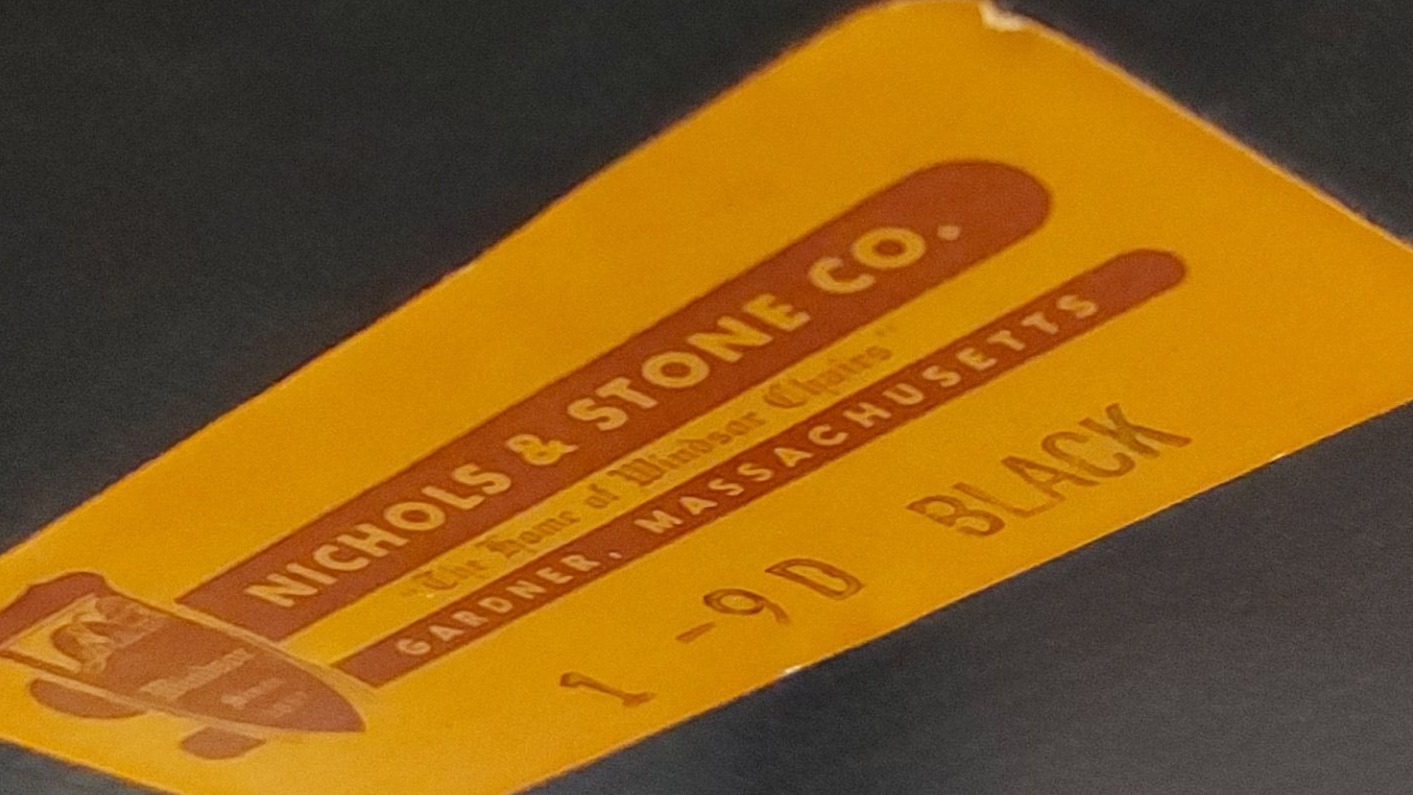 NICHOLS & STONE CO.
"The Home of Windsor Chairs"
GARDNER, MASSACHUSETTS
1 -9D BLACK